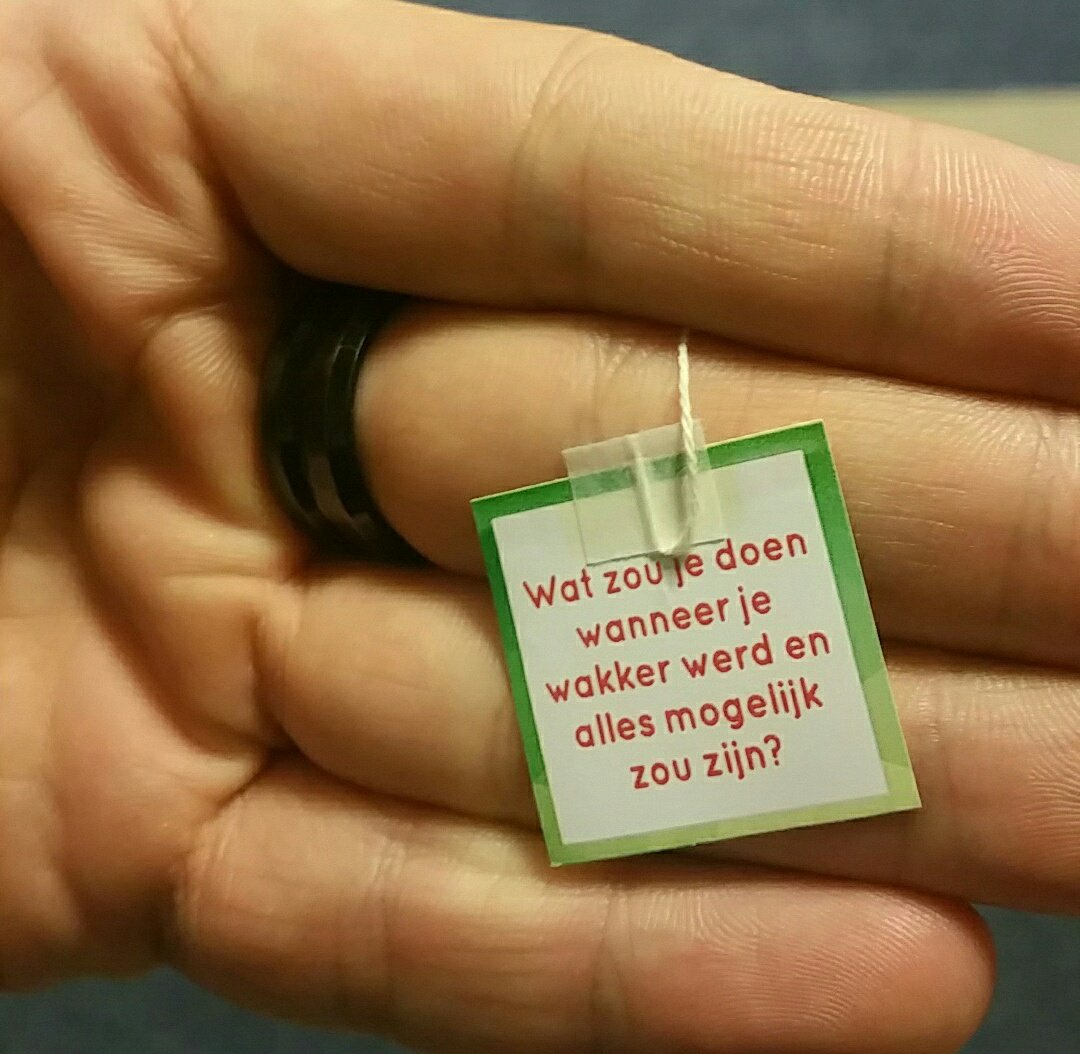 Wat zou je doen
wanneer je
wakker werd en
alles mogelijk
zou zijn?